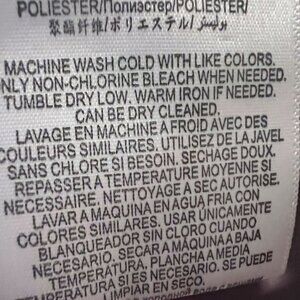 POLIESTER/Полиэстер/POLIESTER/
聚酯纤维/ポリエステル/بوليستر
MACHINE WASH COLD WITH LIKE COLORS.
ONLY NON-CHLORINE BLEACH WHEN NEEDED.
TUMBLE DRY LOW. WARM IRON IF NEEDED.
CAN BE DRY CLEANED.
LAVAGE EN MACHINE A FROID AVEC DES
COULEURS SIMILAIRES. UTILISEZ DE LA JAVEL
SANS CHLORE SI BESOIN. SECHAGE DOUX.
REPASSER A TEMPERATURE MOYENNE SI
NECESSAIRE. NETTOYAGE A SEC AUTORISE.
LAVAR A MAQUINA EN AGUA FRIA CON
COLORES SIMILARES. USAR ÚNICAMENTE
BLANQUEADOR SIN CLORO CUANDO
NECESARIO. SECAR A MÁQUINA A BAJA
TEMPERATURA. PLANCHA A MEDIA
TEMPERATURA SI ES NECESARIO. SE PUEDE
LIMPIAR EN SECO.